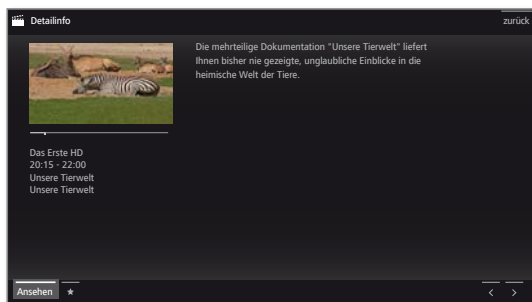 Detailinfo
zurück
Die mehrteilige Dokumentation "Unsere Tierwelt" liefert
Ihnen bisher nie gezeigte, unglaubliche Einblicke in die
heimische Welt der Tiere.
Das Erste HD
20:15 - 22:00
Unsere Tierwelt
Unsere Tierwelt
Ansehen